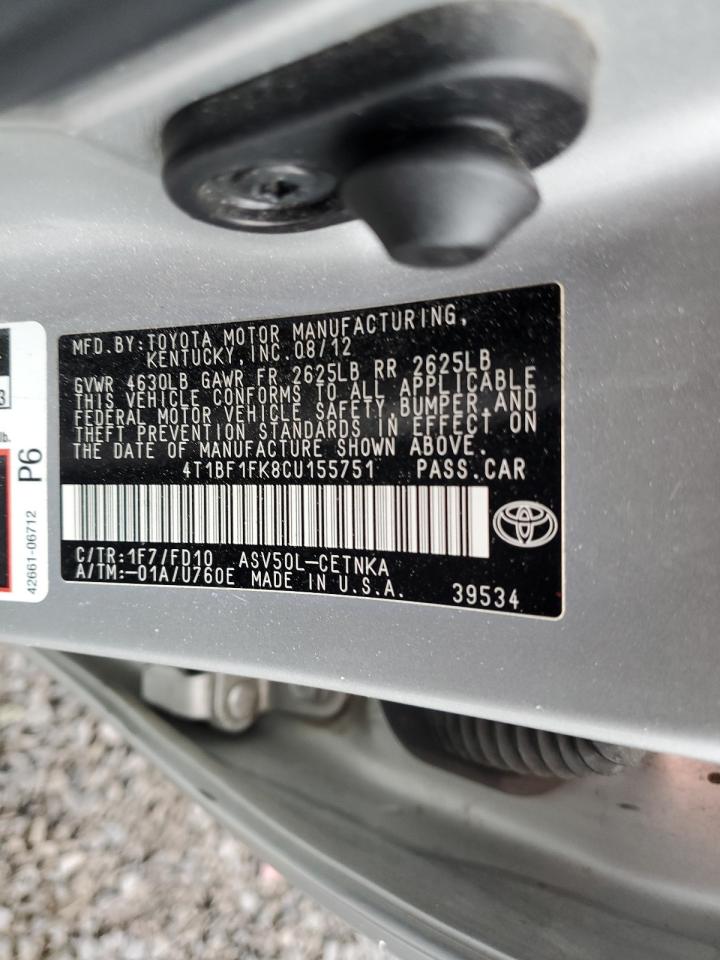 MFD.BY:TOYOTA MOTOR MANUFACTURING,
KENTUCKY, INC.08/12
GVWR 4630LB GAWR FR 2625LB RR 2625LB
THIS VEHICLE CONFORMS TO ALL APPLICABLE
FEDERAL MOTOR VEHICLE SAFETY,BUMPER,AND
THEFT PREVENTION STANDARDS IN EFFECT ON
THE DATE OF MANUFACTURE SHOWN ABOVE.
4T1BF1FK8CU155751 PASS.CAR
C/TR:1F7/FD10 ASV50L-CETNKA
A/TM:-01A/U760E MADE IN U.S.A.
39534
3
lb.
P6
42661-06712